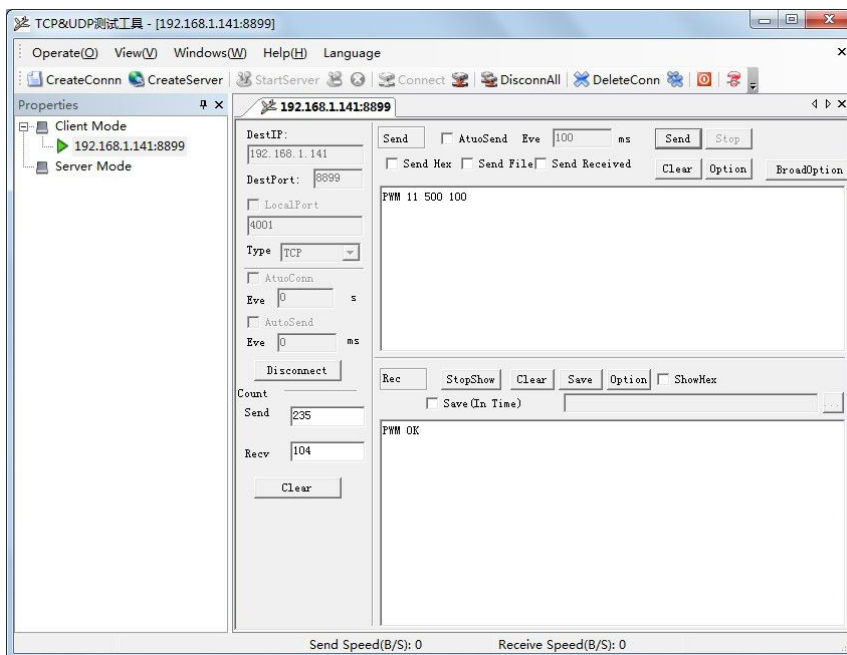 TCP&UDP测试工具 - [192.168.1.141:8899]
Operate(O) View(V) Windows(W) Help(H) Language
CreateConnn CreateServer StartServer Connect DisconnAll DeleteConn
Properties
Client Mode
192.168.1.141:8899
Server Mode
192.168.1.141:8899
DestIP:
192.168.1.141
DestPort: 8899
LocalPort
4001
Type TCP
AtuoConn
Eve 0 s
AutoSend
Eve 0 ms
Disconnect
Count
Send 235
Recv 104
Clear
Send AtuoSend Eve 100 ms Send Stop
Send Hex Send File Send Received Clear Option BroadOption
PWM 11 500 100
Rec StopShow Clear Save Option ShowHex
Save(In Time) ...
PWM OK
Send Speed(B/S): 0 Receive Speed(B/S): 0